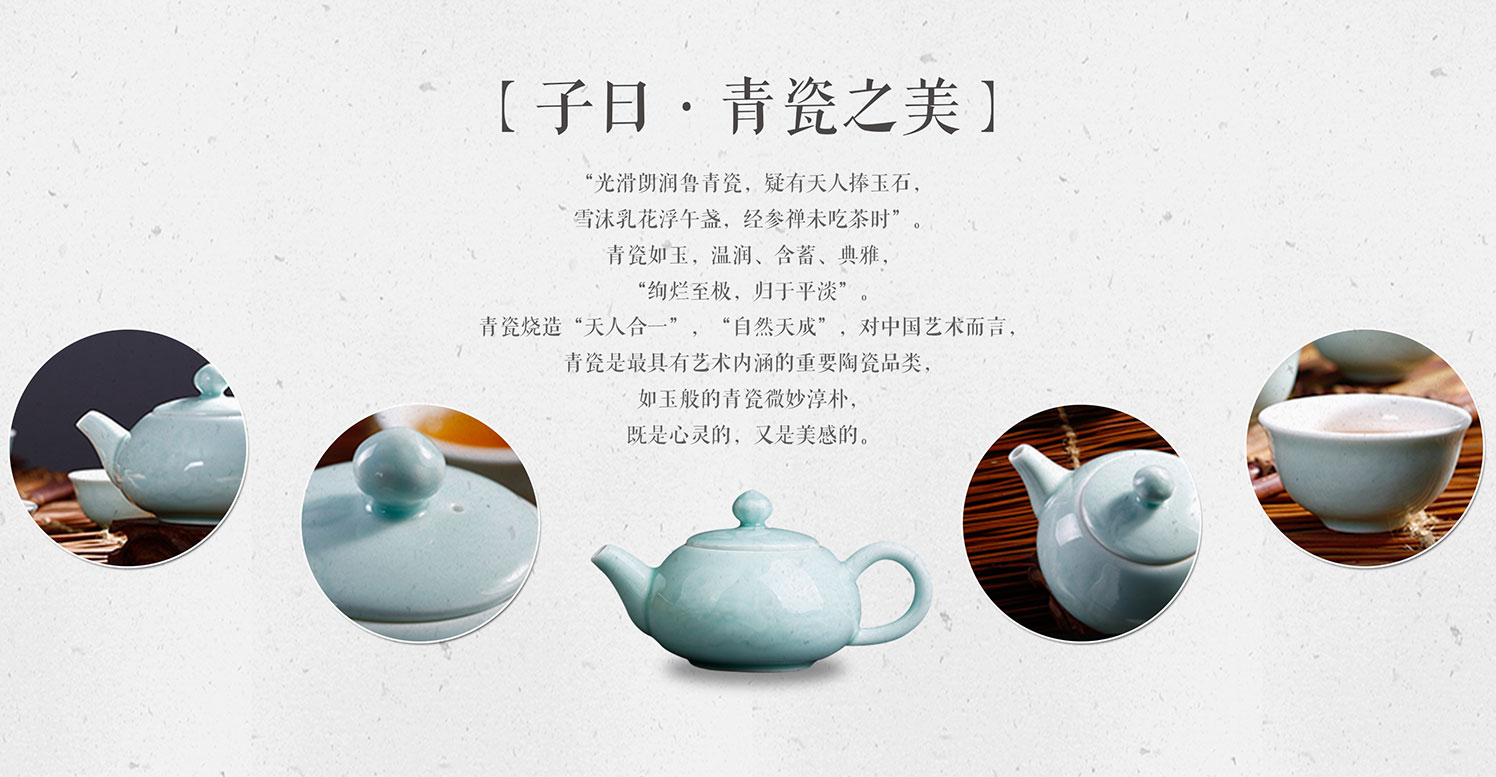 【子曰·青瓷之美】
“光滑朗润鲁青瓷，疑有天人捧玉石，
雪沫乳花浮午盏，经参禅未吃茶时”。
青瓷如玉，温润、含蓄、典雅，
“绚烂至极，归于平淡”。
青瓷烧造“天人合一”，“自然天成”，对中国艺术而言，
青瓷是最具有艺术内涵的重要陶瓷品类，
如玉般的青瓷微妙淳朴，
既是心灵的，又是美感的。